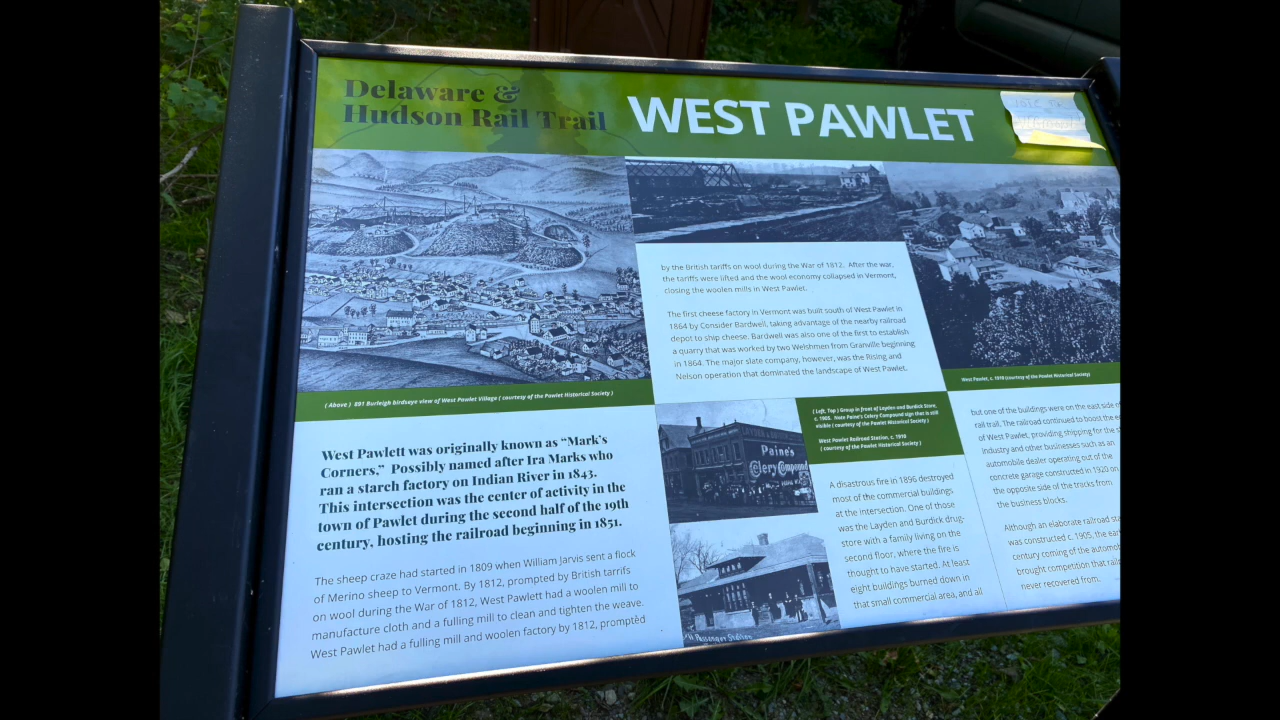 Delaware &
Hudson Rail Trail
WEST PAWLET
( Above ) 891 Burleigh birdseye view of West Pawlet Village ( courtesy of the Pawlet Historical Society )
West Pawlett was originally known as “Mark’s
Corners.” Possibly named after Ira Marks who
ran a starch factory on Indian River in 1843.
This intersection was the center of activity in the
town of Pawlet during the second half of the 19th
century, hosting the railroad beginning in 1851.
The sheep craze had started in 1809 when William Jarvis sent a flock
of Merino sheep to Vermont. By 1812, prompted by British tarrifs
on wool during the War of 1812, West Pawlett had a woolen mill to
manufacture cloth and a fulling mill to clean and tighten the weave.
West Pawlet had a fulling mill and woolen factory by 1812, prompted
by the British tariffs on wool during the War of 1812. After the war,
the tariffs were lifted and the wool economy collapsed in Vermont,
closing the woolen mills in West Pawlet.
The first cheese factory in Vermont was built south of West Pawlet in
1864 by Consider Bardwell, taking advantage of the nearby railroad
depot to ship cheese. Bardwell was also one of the first to establish
a quarry that was worked by two Welshmen from Granville beginning
in 1864. The major slate company, however, was the Rising and
Nelson operation that dominated the landscape of West Pawlet.
West Pawlet, c. 1910 (courtesy of the Pawlet Historical Society)
Paine's
Celery Compound
Passenger Station
( Left, Top ) Group in front of Layden and Burdick Store,
c. 1905. Note Paine's Celery Compound sign that is still
visible ( courtesy of the Pawlet Historical Society )
West Pawlet Railroad Station, c. 1910
( courtesy of the Pawlet Historical Society )
A disastrous fire in 1896 destroyed
most of the commercial buildings
at the intersection. One of those
was the Layden and Burdick drug-
store with a family living on the
second floor, where the fire is
thought to have started. At least
eight buildings burned down in
that small commercial area, and all
but one of the buildings were on the east side of
rail trail. The railroad continued to boost the
of West Pawlet, providing shipping for the
industry and other businesses such as an
automobile dealer operating out of the
concrete garage constructed in 1920 on
the opposite side of the tracks from
the business blocks.
Although an elaborate railroad
was constructed c. 1905, the
century coming of the
brought competition that
never recovered from.